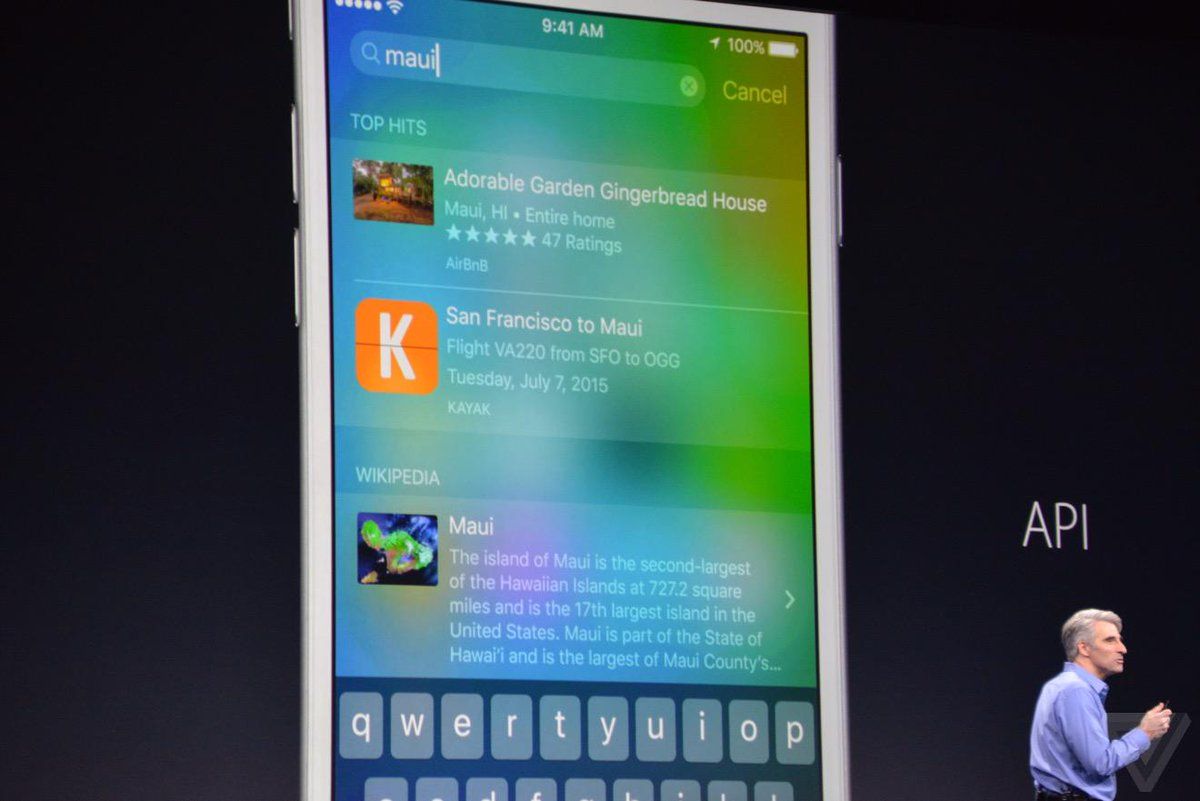 9:41 AM
100%
maui
Cancel
TOP HITS
Adorable Garden Gingerbread House
Maui, HI • Entire home
★★★★★ 47 Ratings
AirBnB
K
San Francisco to Maui
Flight VA220 from SFO to OGG
Tuesday, July 7, 2015
KAYAK
WIKIPEDIA
Maui
The island of Maui is the second-largest
of the Hawaiian Islands at 727.2 square
miles and is the 17th largest island in the
United States. Maui is part of the State of
Hawai'i and is the largest of Maui County's...
q w e r t y u i o p
API